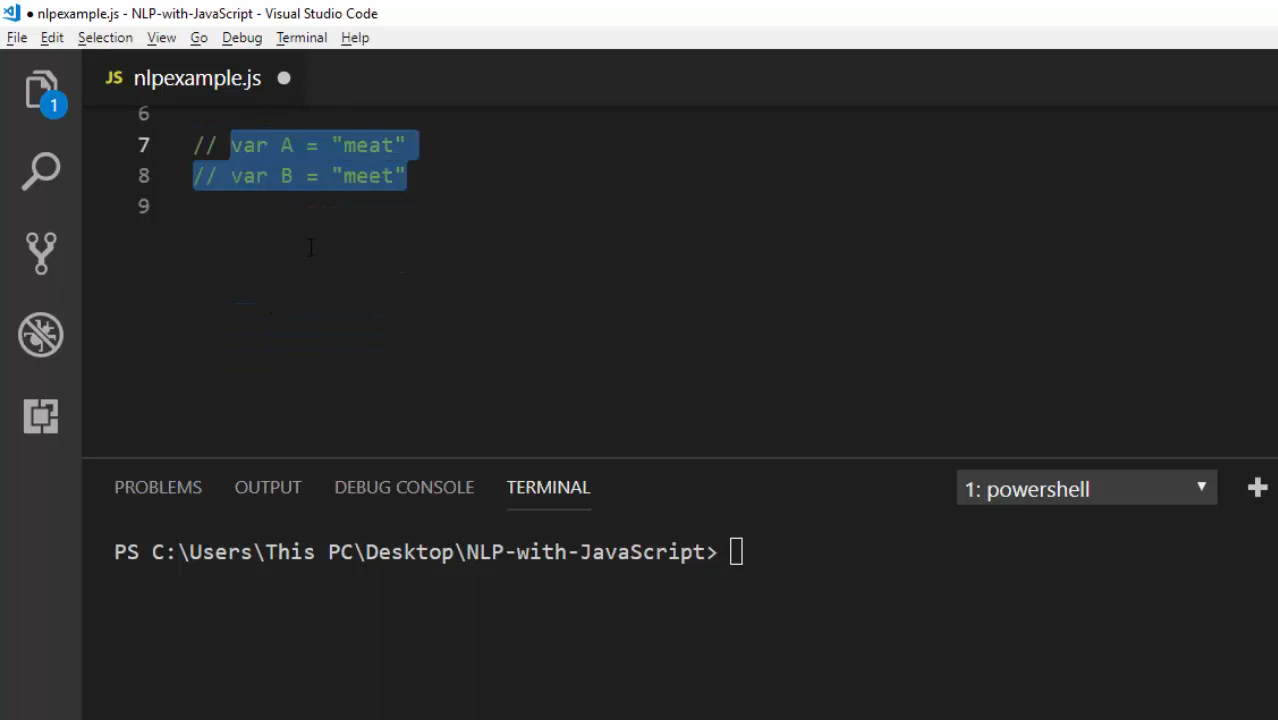 ● nlpexample.js - NLP-with-JavaScript - Visual Studio Code
File Edit Selection View Go Debug Terminal Help
1
JS nlpexample.js ●
6
7 // var A = "meat"
8 // var B = "meet"
9
PROBLEMS OUTPUT DEBUG CONSOLE TERMINAL 1: powershell
PS C:\Users\This PC\Desktop\NLP-with-JavaScript>